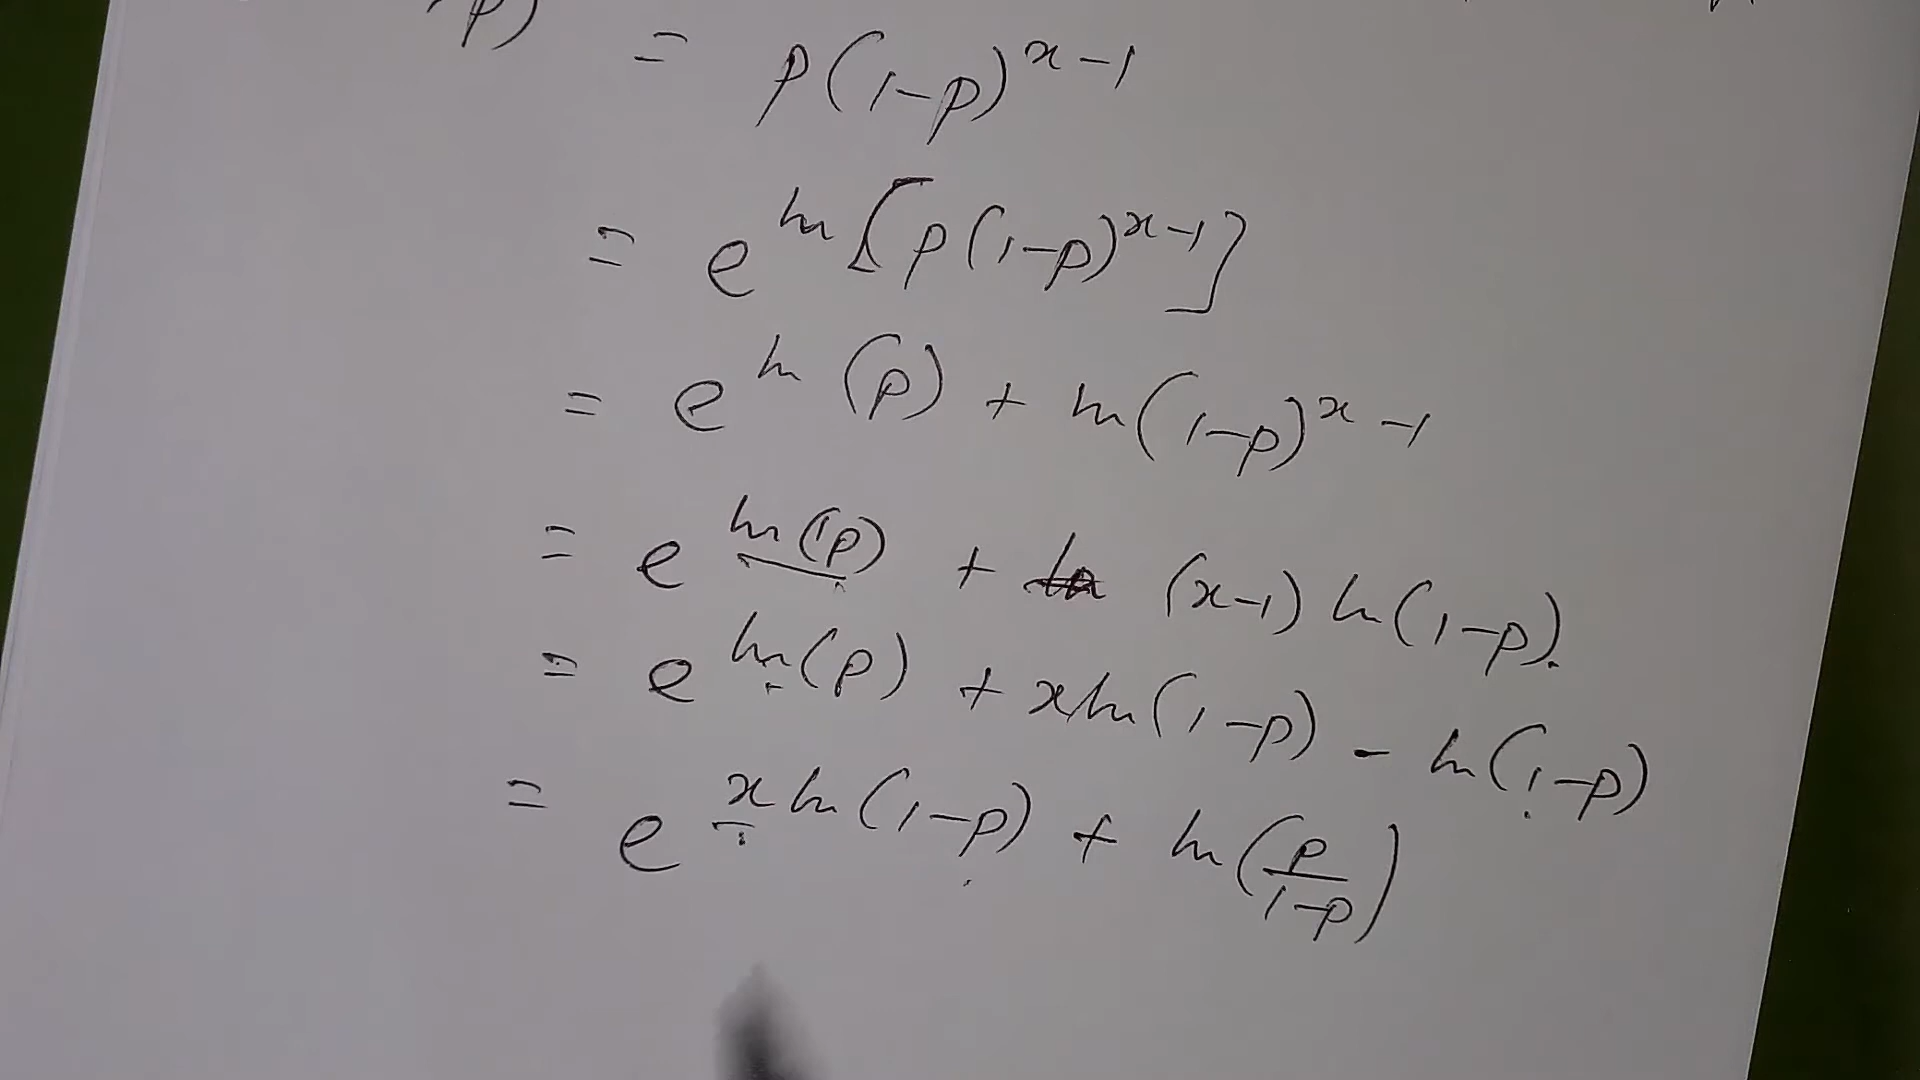 p) = p(1-p)^{x-1}
= e^{ln[p(1-p)^{x-1}]}
= e^{ln(p) + ln(1-p)^{x-1}}
= e^{ln(p) + (x-1) ln(1-p).}
= e^{ln(p) + x ln(1-p) - ln(1-p)}
= e^{x ln(1-p) + ln(p/(1-p))}